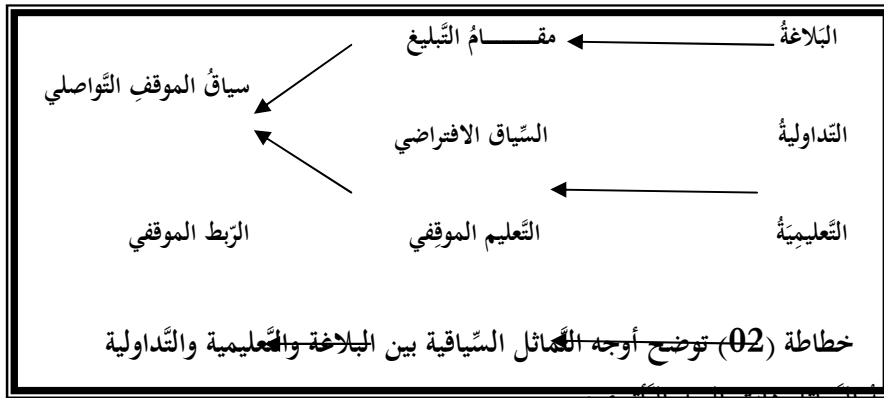 البَلاغةُ مقـــــــامُ التَّبليغ
سياقُ الموقفِ التَّواصلي
التّداوليةُ السِّياق الافتراضي
التَّعليمِيَةُ التَّعليم الموقِفي الرّبط الموقفي
خطاطة (02) توضح أوجه التَّماثل السِّياقية بين البلاغة والتَّعليمية والتَّداولية